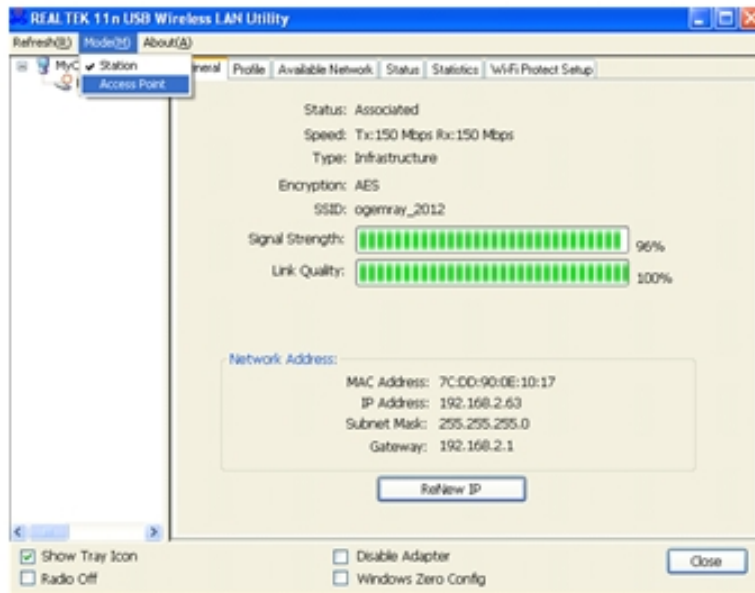 REALTEK 11n USB Wireless LAN Utility
Refresh(R) Mode(M) About(A)
Station
Access Point
MyC
neral Profile Available Network Status Statistics Wi-Fi Protect Setup
Status: Associated
Speed: Tx:150 Mbps Rx:150 Mbps
Type: Infrastructure
Encryption: AES
SSID: ogemray_2012
Signal Strength: 96%
Link Quality: 100%
Network Address:
MAC Address: 7C:DD:90:0E:10:17
IP Address: 192.168.2.63
Subnet Mask: 255.255.255.0
Gateway: 192.168.2.1
ReNew IP
Show Tray Icon
Radio Off
Disable Adapter
Windows Zero Config
Close